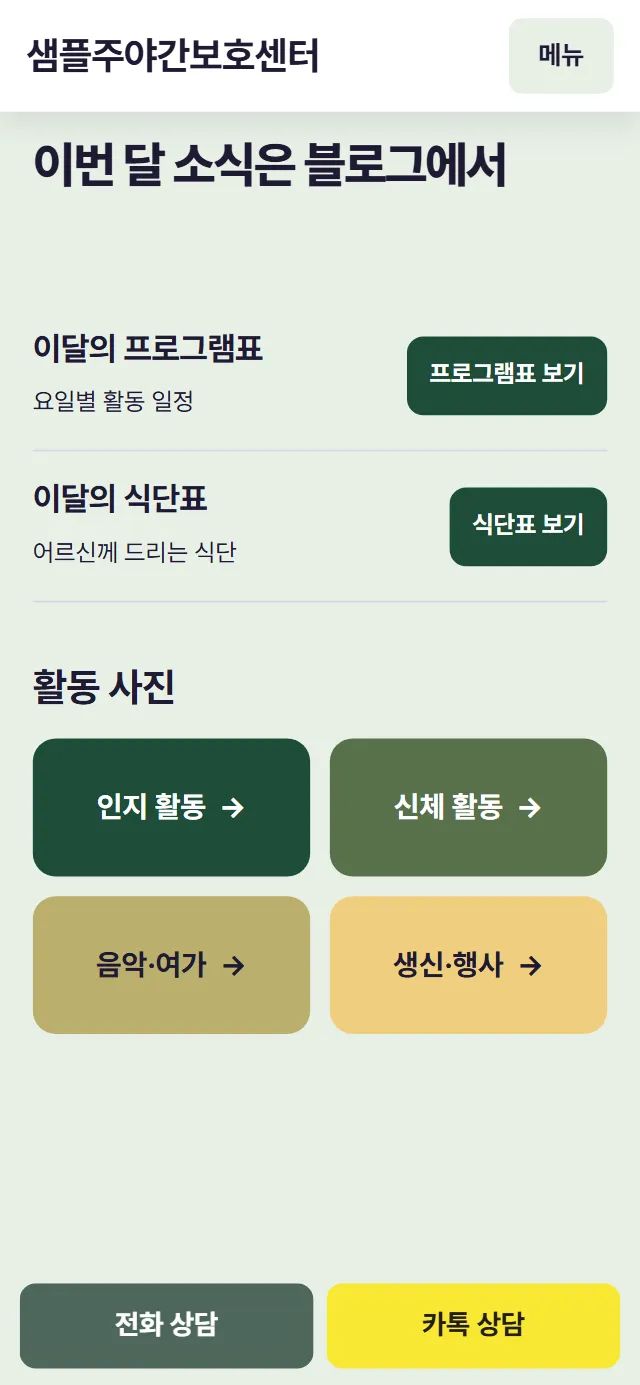 샘플주야간보호센터
메뉴
이번 달 소식은 블로그에서
이달의 프로그램표
요일별 활동 일정
프로그램표 보기
이달의 식단표
어르신께 드리는 식단
식단표 보기
활동 사진
인지 활동 →
신체 활동 →
음악·여가 →
생신·행사 →
전화 상담
카톡 상담